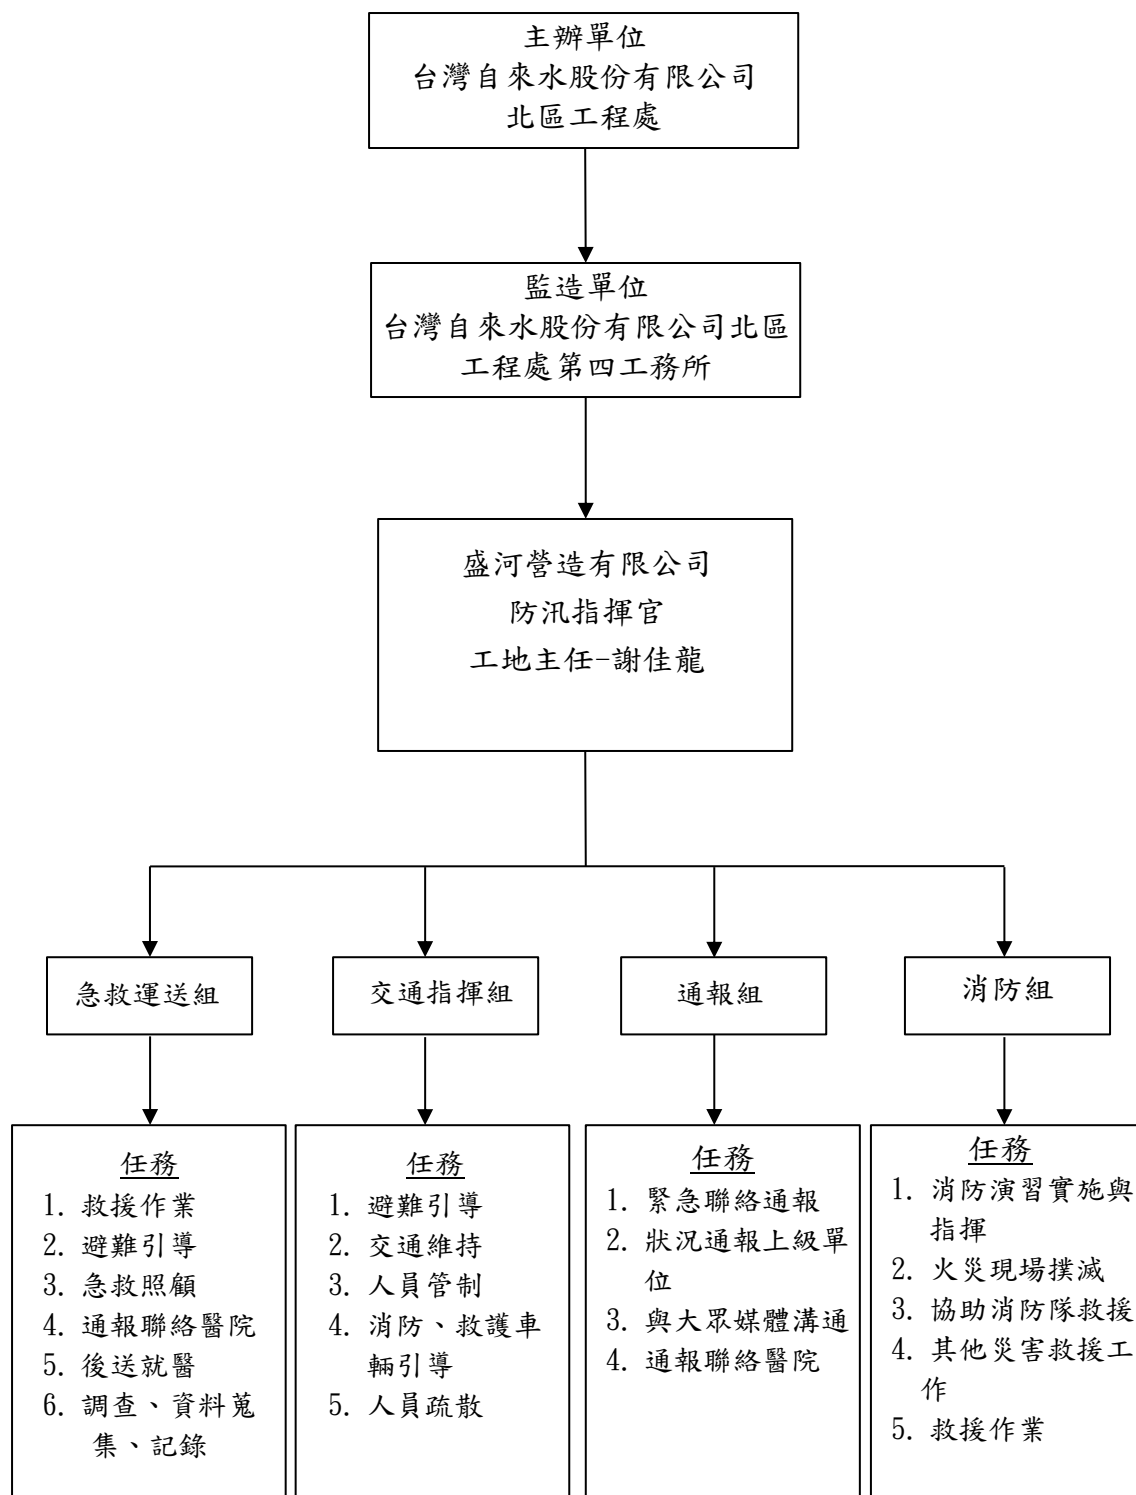 主辦單位
台灣自來水股份有限公司
北區工程處
監造單位
台灣自來水股份有限公司北區
工程處第四工務所
盛河營造有限公司
防汛指揮官
工地主任-謝佳龍
急救運送組
交通指揮組
通報組
消防組
任務
1. 救援作業
2. 避難引導
3. 急救照顧
4. 通報聯絡醫院
5. 後送就醫
6. 調查、資料蒐
集、記錄
任務
1. 避難引導
2. 交通維持
3. 人員管制
4. 消防、救護車
輛引導
5. 人員疏散
任務
1. 緊急聯絡通報
2. 狀況通報上級單
位
3. 與大眾媒體溝通
4. 通報聯絡醫院
任務
1. 消防演習實施與
指揮
2. 火災現場撲滅
3. 協助消防隊救援
4. 其他災害救援工
作
5. 救援作業